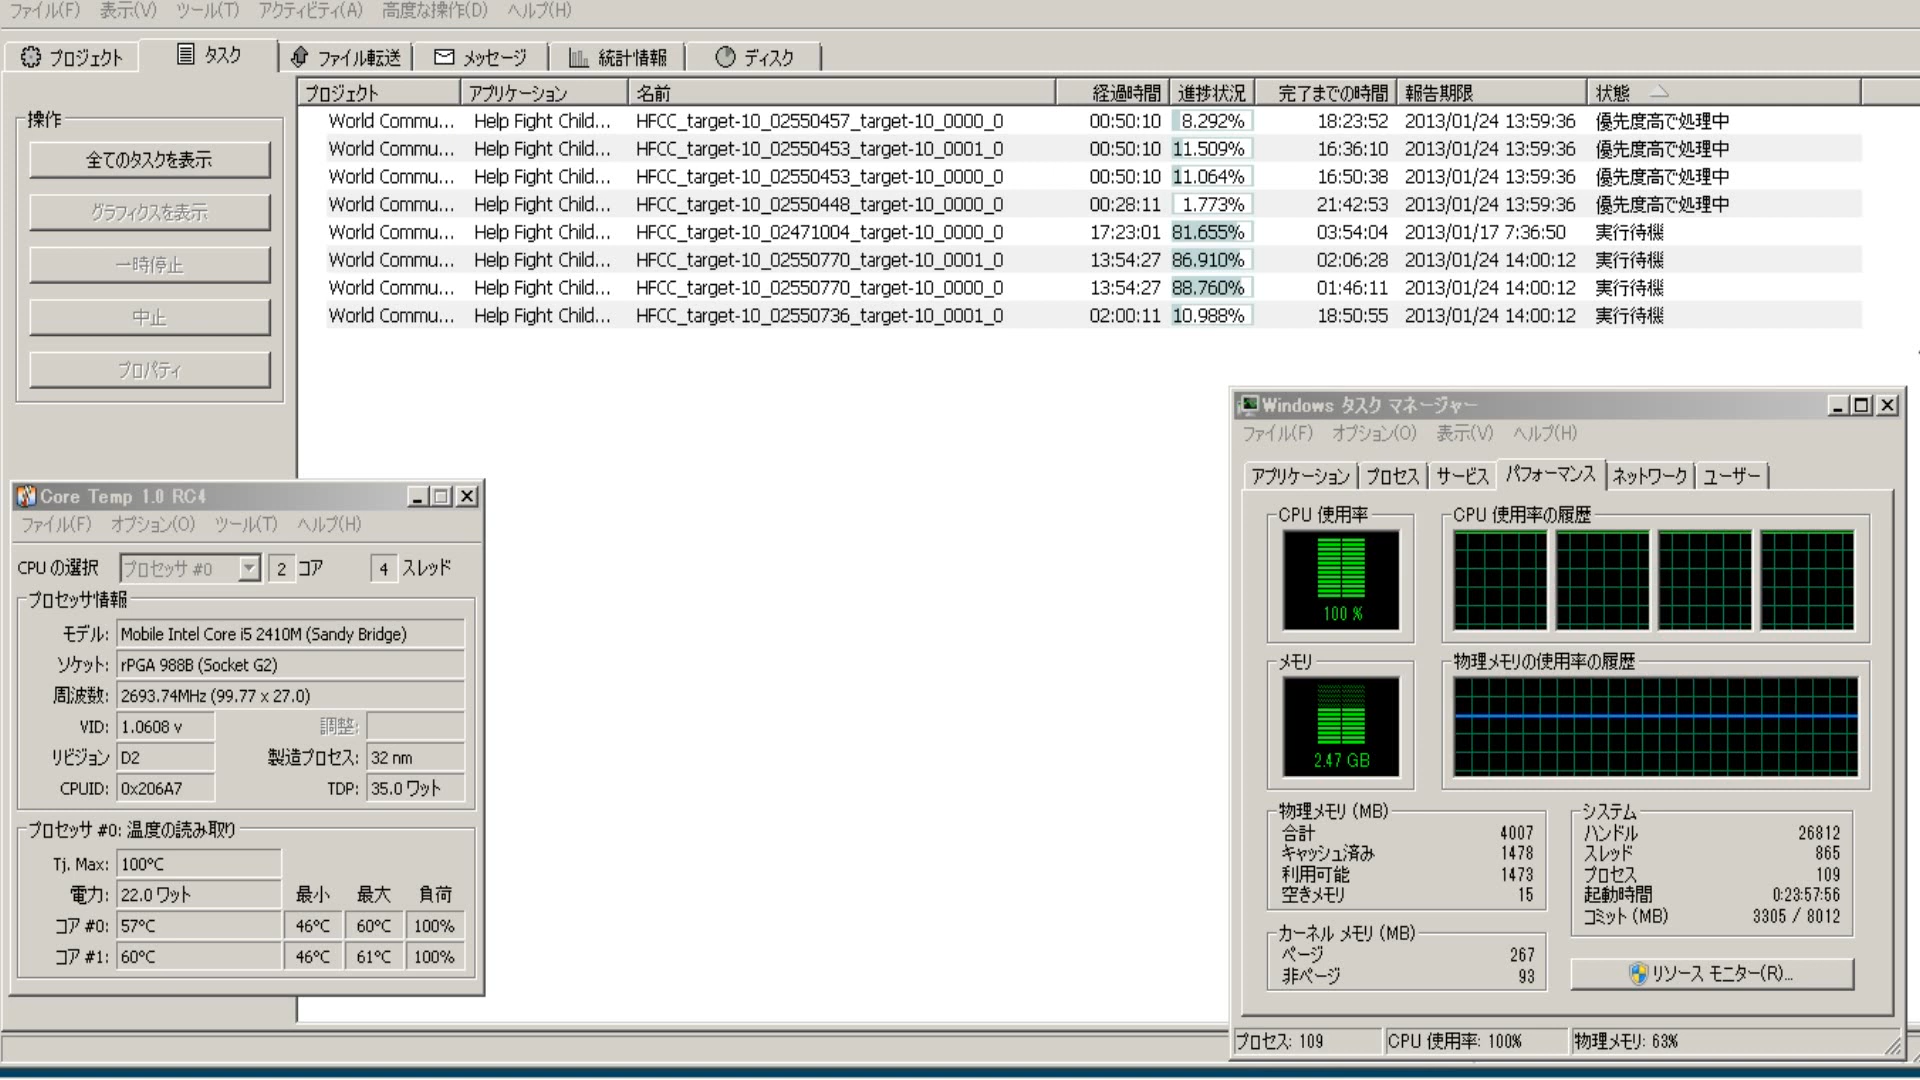 ファイル(F) 表示(V) ツール(T) アクティビティ(A) 高度な操作(D) ヘルプ(H)
プロジェクト タスク ファイル転送 メッセージ 統計情報 ディスク
プロジェクト アプリケーション 名前 経過時間 進捗状況 完了までの時間 報告期限 状態
World Commu... Help Fight Child... HFCC_target-10_02550457_target-10_0000_0 00:50:10 8.292% 18:23:52 2013/01/24 13:59:36 優先度高で処理中
World Commu... Help Fight Child... HFCC_target-10_02550453_target-10_0001_0 00:50:10 11.509% 16:36:10 2013/01/24 13:59:36 優先度高で処理中
World Commu... Help Fight Child... HFCC_target-10_02550453_target-10_0000_0 00:50:10 11.064% 16:50:38 2013/01/24 13:59:36 優先度高で処理中
World Commu... Help Fight Child... HFCC_target-10_02550448_target-10_0000_0 00:28:11 1.773% 21:42:53 2013/01/24 13:59:36 優先度高で処理中
World Commu... Help Fight Child... HFCC_target-10_02471004_target-10_0000_0 17:23:01 81.655% 03:54:04 2013/01/17 7:36:50 実行待機
World Commu... Help Fight Child... HFCC_target-10_02550770_target-10_0001_0 13:54:27 86.910% 02:06:28 2013/01/24 14:00:12 実行待機
World Commu... Help Fight Child... HFCC_target-10_02550770_target-10_0000_0 13:54:27 88.760% 01:46:11 2013/01/24 14:00:12 実行待機
World Commu... Help Fight Child... HFCC_target-10_02550736_target-10_0001_0 02:00:11 10.988% 18:50:55 2013/01/24 14:00:12 実行待機
操作
全てのタスクを表示
グラフィクスを表示
一時停止
中止
プロパティ
Core Temp 1.0 RC4
ファイル(F) オプション(O) ツール(T) ヘルプ(H)
CPU の選択 プロセッサ #0 2 コア 4 スレッド
プロセッサ情報
モデル: Mobile Intel Core i5 2410M (Sandy Bridge)
ソケット: rPGA 988B (Socket G2)
周波数: 2693.74MHz (99.77 x 27.0)
VID: 1.0608 v 調整:
リビジョン D2 製造プロセス: 32 nm
CPUID: 0x206A7 TDP: 35.0 ワット
プロセッサ #0: 温度の読み取り
Tj. Max: 100°C
電力: 22.0 ワット 最小 最大 負荷
コア #0: 57°C 46°C 60°C 100%
コア #1: 60°C 46°C 61°C 100%
Windows タスク マネージャー
ファイル(F) オプション(O) 表示(V) ヘルプ(H)
アプリケーション プロセス サービス パフォーマンス ネットワーク ユーザー
CPU 使用率 CPU 使用率の履歴
100 %
メモリ 物理メモリの使用率の履歴
2.47 GB
物理メモリ (MB)
合計 4007
キャッシュ済み 1478
利用可能 1473
空きメモリ 15
カーネル メモリ (MB)
ページ 267
非ページ 93
システム
ハンドル 26812
スレッド 865
プロセス 109
起動時間 0:23:57:56
コミット (MB) 3305 / 8012
リソース モニター(R)...
プロセス: 109 CPU 使用率: 100% 物理メモリ: 63%